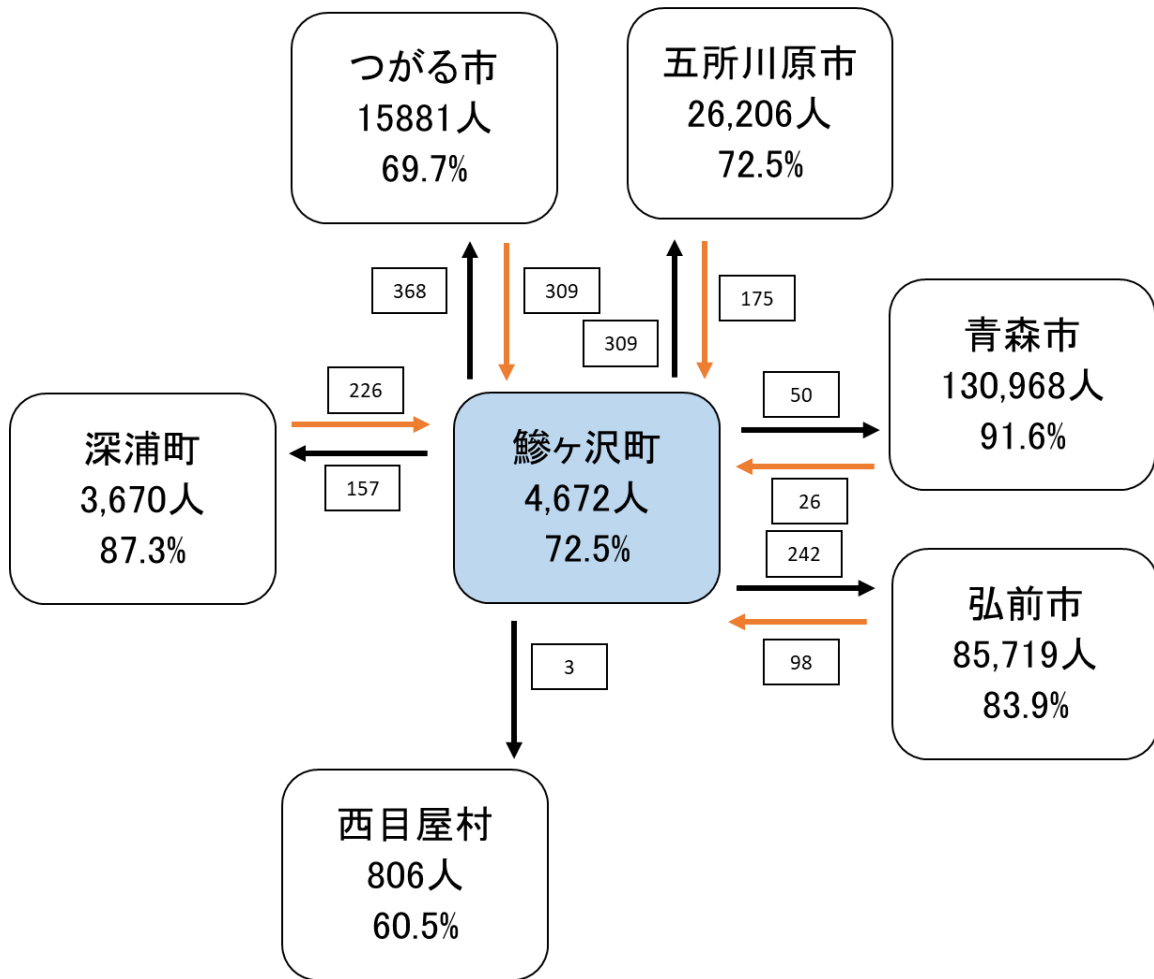 つがる市
15881人
69.7%
五所川原市
26,206人
72.5%
368
309
309
175
青森市
130,968人
91.6%
50
26
226
157
深浦町
3,670人
87.3%
鰺ヶ沢町
4,672人
72.5%
242
98
弘前市
85,719人
83.9%
3
西目屋村
806人
60.5%